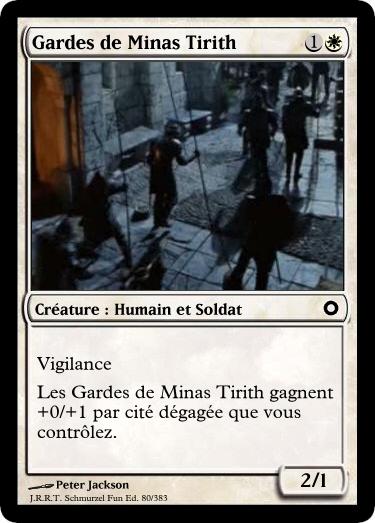 Gardes de Minas Tirith 1
Créature : Humain et Soldat
Vigilance
Les Gardes de Minas Tirith gagnent
+0/+1 par cité dégagée que vous
contrôlez.
Peter Jackson
J.R.R.T. Schmurzel Fun Ed. 80/383
2/1